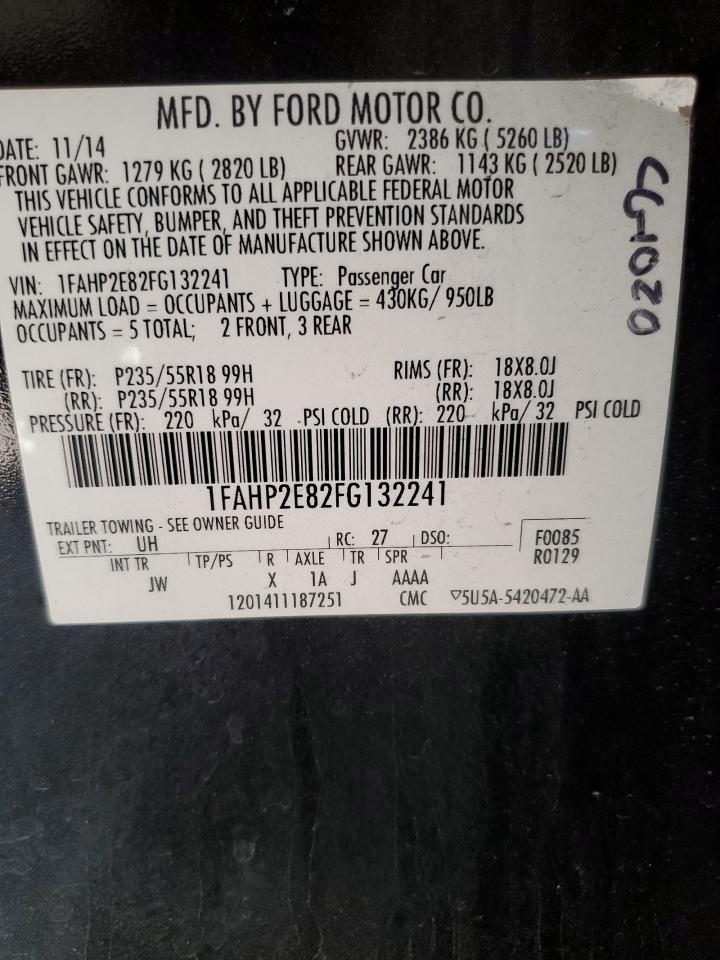 MFD. BY FORD MOTOR CO.
DATE: 11/14 GVWR: 2386 KG ( 5260 LB)
FRONT GAWR: 1279 KG ( 2820 LB) REAR GAWR: 1143 KG ( 2520 LB)
THIS VEHICLE CONFORMS TO ALL APPLICABLE FEDERAL MOTOR
VEHICLE SAFETY, BUMPER, AND THEFT PREVENTION STANDARDS
IN EFFECT ON THE DATE OF MANUFACTURE SHOWN ABOVE.
VIN: 1FAHP2E82FG132241 TYPE: Passenger Car
MAXIMUM LOAD = OCCUPANTS + LUGGAGE = 430KG/ 950LB
OCCUPANTS = 5 TOTAL; 2 FRONT, 3 REAR
TIRE (FR): P235/55R18 99H RIMS (FR): 18X8.0J
(RR): P235/55R18 99H (RR): 18X8.0J
PRESSURE (FR): 220 kPa/ 32 PSI COLD (RR): 220 kPa/ 32 PSI COLD
1FAHP2E82FG132241
TRAILER TOWING - SEE OWNER GUIDE
EXT PNT: UH RC: 27 DSO: F0085
INT TR TP/PS R AXLE TR SPR R0129
JW X 1A J AAAA
1201411187251 CMC ▽5U5A-5420472-AA